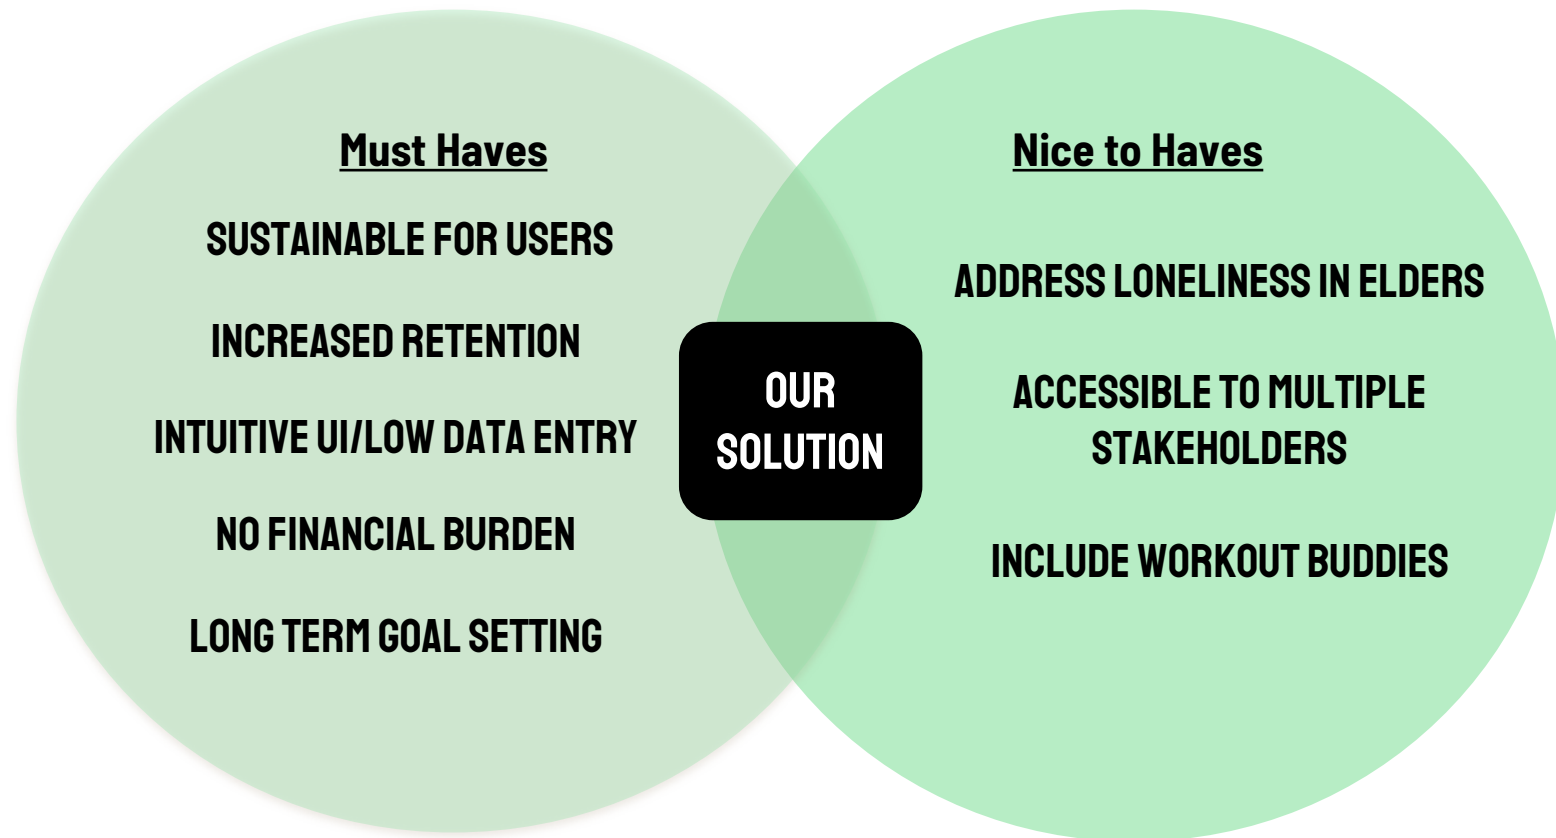 Must Haves
SUSTAINABLE FOR USERS
INCREASED RETENTION
INTUITIVE UI/LOW DATA ENTRY
NO FINANCIAL BURDEN
LONG TERM GOAL SETTING
OUR
SOLUTION
Nice to Haves
ADDRESS LONELINESS IN ELDERS
ACCESSIBLE TO MULTIPLE
STAKEHOLDERS
INCLUDE WORKOUT BUDDIES